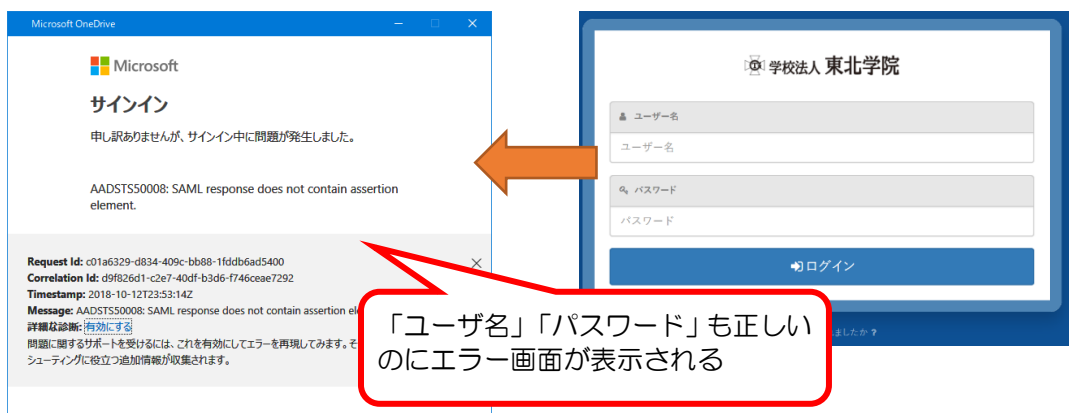 Microsoft OneDrive
Microsoft
サインイン
申し訳ありませんが、サインイン中に問題が発生しました。
AADSTS50008: SAML response does not contain assertion
element.
Request Id: c01a6329-d834-409c-bb88-1fddb6ad5400
Correlation Id: d9f826d1-c2e7-40df-b3d6-f746ceae7292
Timestamp: 2018-10-12T23:53:14Z
Message: AADSTS50008: SAML response does not contain assertion
詳細な診断: 有効にする
問題に関するサポートを受けるには、これを有効にしてエラーを再現してみます。
シューティングに役立つ追加情報が収集されます。
学校法人 東北学院
ユーザー名
ユーザー名
パスワード
パスワード
ログイン
ましたか ?
「ユーザ名」「パスワード」も正しい
のにエラー画面が表示される